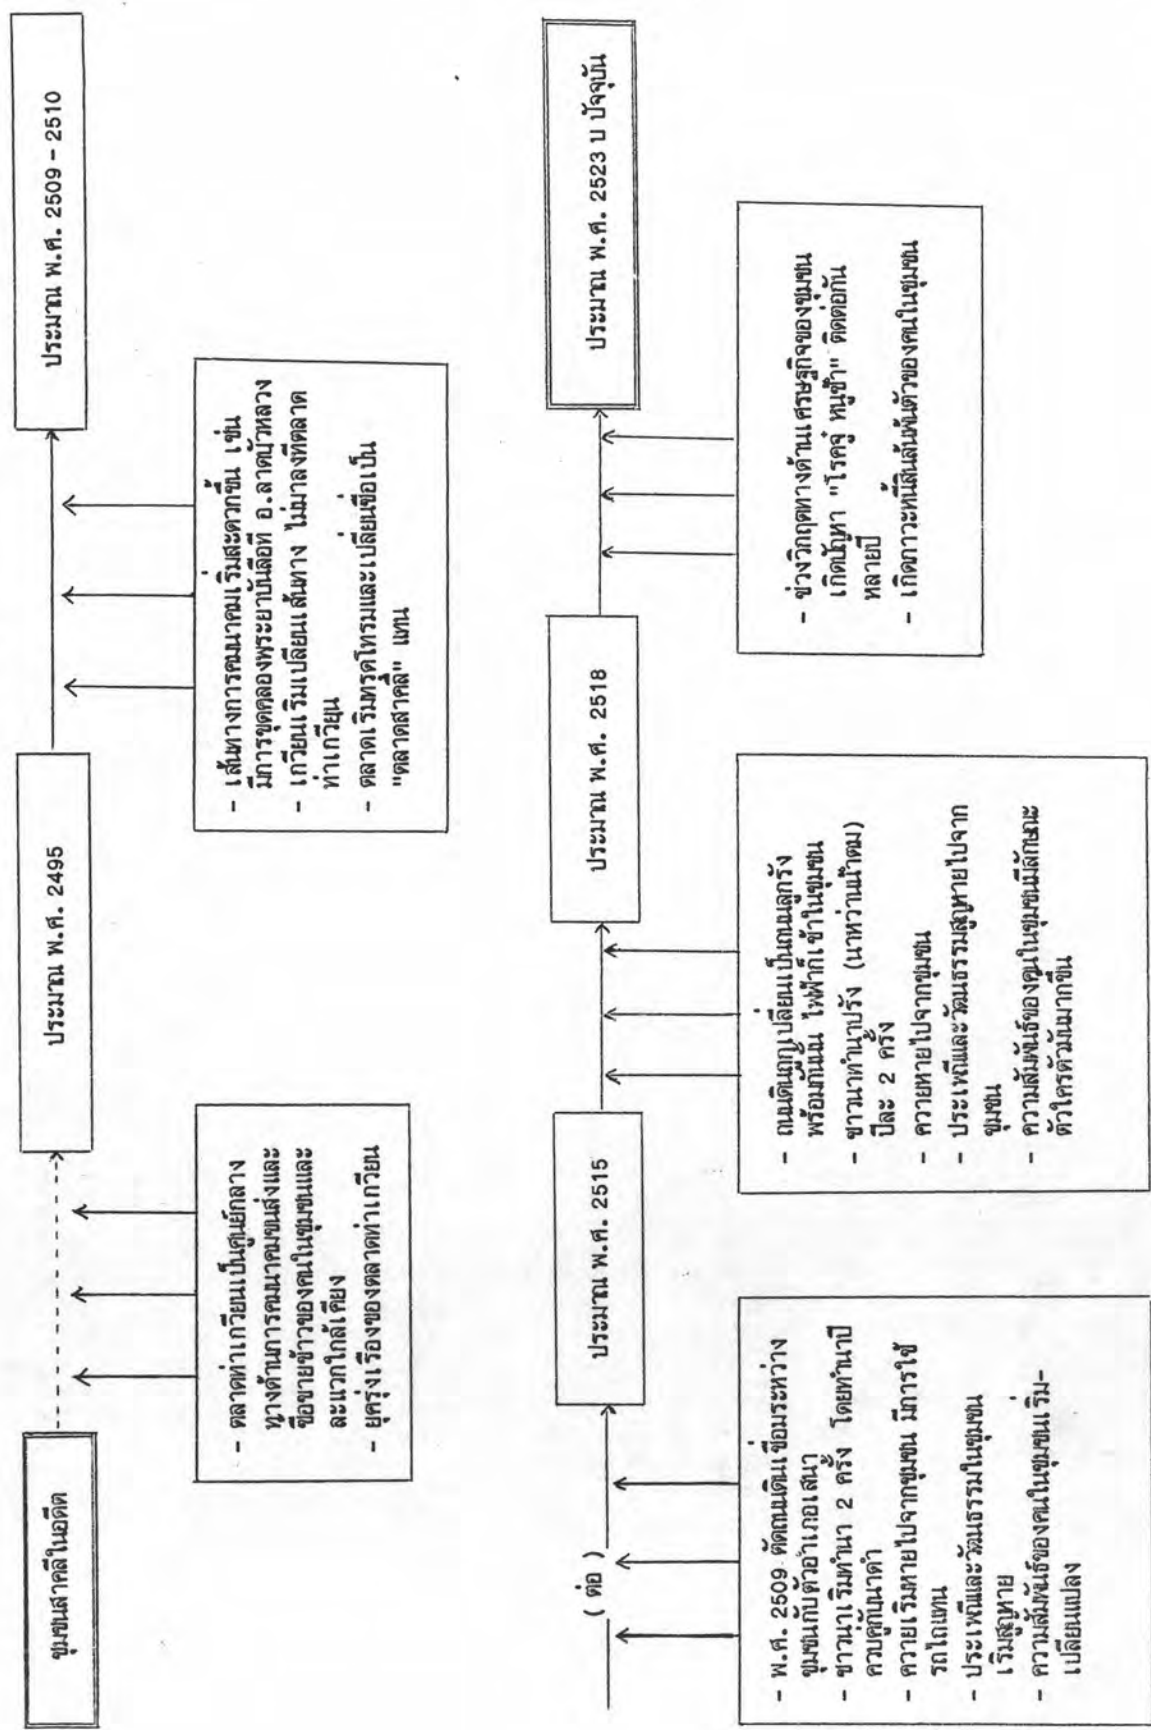 ชุมชนสาคลีในอดีต
ประมาณ พ.ศ. 2495
ประมาณ พ.ศ. 2509 - 2510
- ตลาดท่าเกวียนเป็นศูนย์กลาง
ทางด้านการคมนาคมขนส่งและ
ซื้อขายข้าวของคนในชุมชนและ
ละแวกใกล้เคียง
- ยุครุ่งเรืองของตลาดท่าเกวียน
- เส้นทางการคมนาคมเริ่มสะดวกขึ้น เช่น
มีการขุดคลองพระยาบันลือที่ อ.ลาดบัวหลวง
- เกวียนเริ่มเปลี่ยนเส้นทาง ไม่มาลงที่ตลาด
ท่าเกวียน
- ตลาดเริ่มทรุดโทรมและเปลี่ยนชื่อเป็น
"ตลาดสาคลี" แทน
( ต่อ )
ประมาณ พ.ศ. 2515
ประมาณ พ.ศ. 2518
ประมาณ พ.ศ. 2523 บ ปัจจุบัน
- พ.ศ. 2509 ตัดถนนดินเชื่อมระหว่าง
ชุมชนกับตัวอำเภอเสนา
- ชาวนาเริ่มทำนา 2 ครั้ง โดยทำนาปี
ควบคู่กับนาดำ
- ควายเริ่มหายไปจากชุมชน มีการใช้
รถไถแทน
- ประเพณีและวัฒนธรรมในชุมชน
เริ่มสูญหาย
- ความสัมพันธ์ของคนในชุมชนเริ่ม-
เปลี่ยนแปลง
- ถนนดินถูกเปลี่ยนเป็นถนนลูกรัง
พร้อมกันนั้น ไฟฟ้าก็เข้าในชุมชน
- ชาวนาทำนาปรัง (นาหว่านน้ำตม)
ปีละ 2 ครั้ง
- ควายหายไปจากชุมชน
- ประเพณีและวัฒนธรรมสูญหายไปจาก
ชุมชน
- ความสัมพันธ์ของคนในชุมชนมีลักษณะ
ตัวใครตัวมันมากขึ้น
- ช่วงวิกฤตทางด้านเศรษฐกิจของชุมชน
เกิดปัญหา "โรคจู๋ หนูซ้ำ" ติดต่อกัน
หลายปี
- เกิดภาวะหนี้สินล้นพ้นตัวของคนในชุมชน